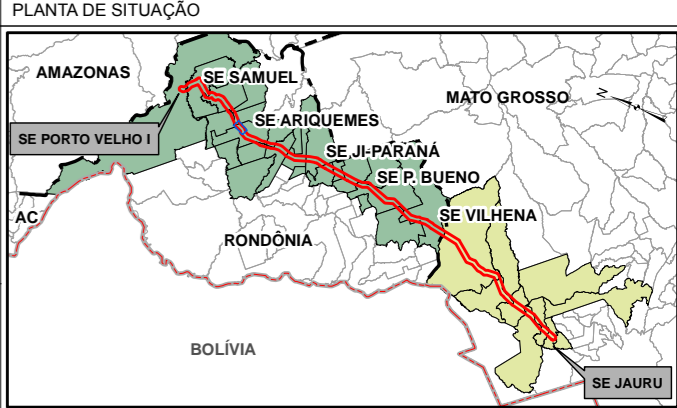 PLANTA DE SITUAÇÃO
AMAZONAS
SE SAMUEL
MATO GROSSO
N
SE ARIQUEMES
SE PORTO VELHO I
SE JI-PARANÁ
SE P. BUENO
AC
SE VILHENA
RONDÔNIA
BOLÍVIA
SE JAURU